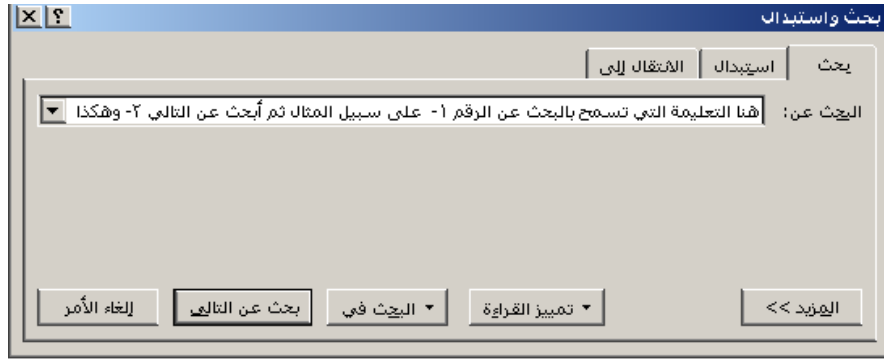 بحث واستبدال
بحث استبدال الانتقال إلى
البحث عن: هنا التعليمة التي تسمح بالبحث عن الرقم ١- على سبيل المثال ثم أبحث عن التالي ٢- وهكذا
المزيد >> تمييز القراءة البحث في بحث عن التالي إلغاء الأمر